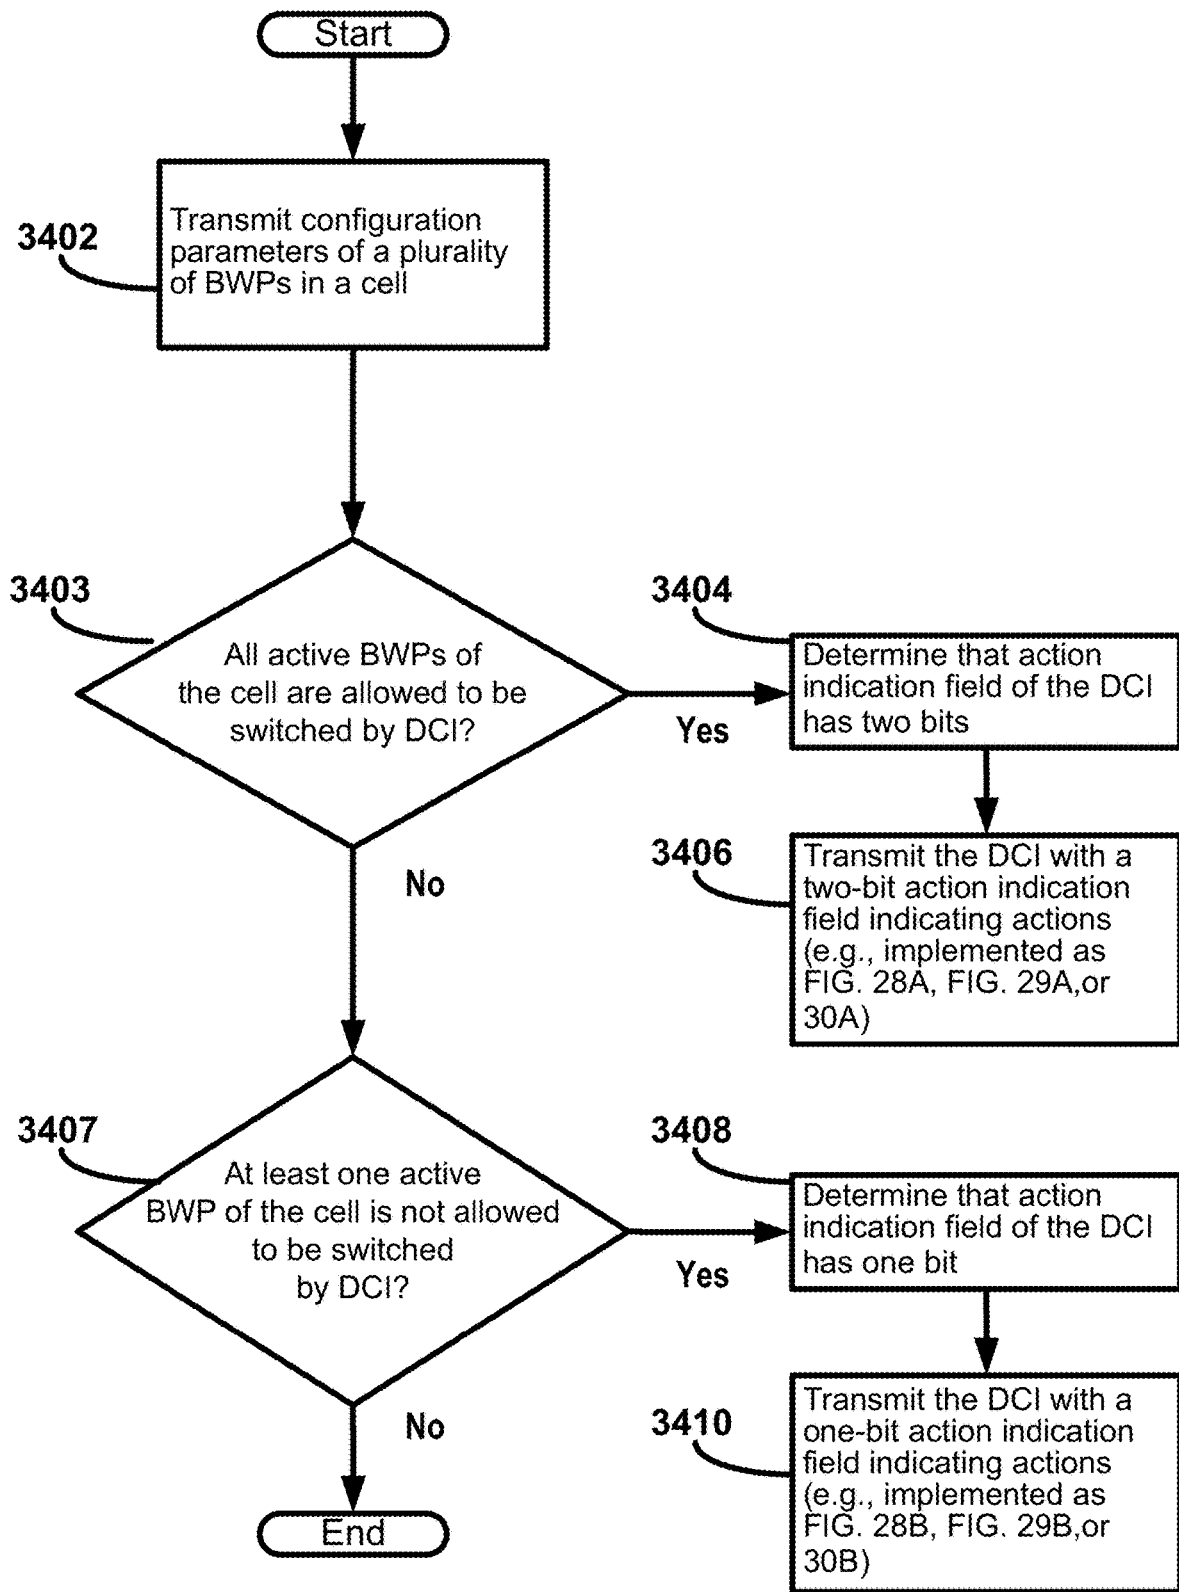 Start
3402
Transmit configuration
parameters of a plurality
of BWPs in a cell
3403
All active BWPs of
the cell are allowed to be
switched by DCI?
Yes
No
3404
Determine that action
indication field of the DCI
has two bits
3406
Transmit the DCI with a
two-bit action indication
field indicating actions
(e.g., implemented as
FIG. 28A, FIG. 29A,or
30A)
3407
At least one active
BWP of the cell is not allowed
to be switched
by DCI?
Yes
No
3408
Determine that action
indication field of the DCI
has one bit
3410
Transmit the DCI with a
one-bit action indication
field indicating actions
(e.g., implemented as
FIG. 28B, FIG. 29B,or
30B)
End